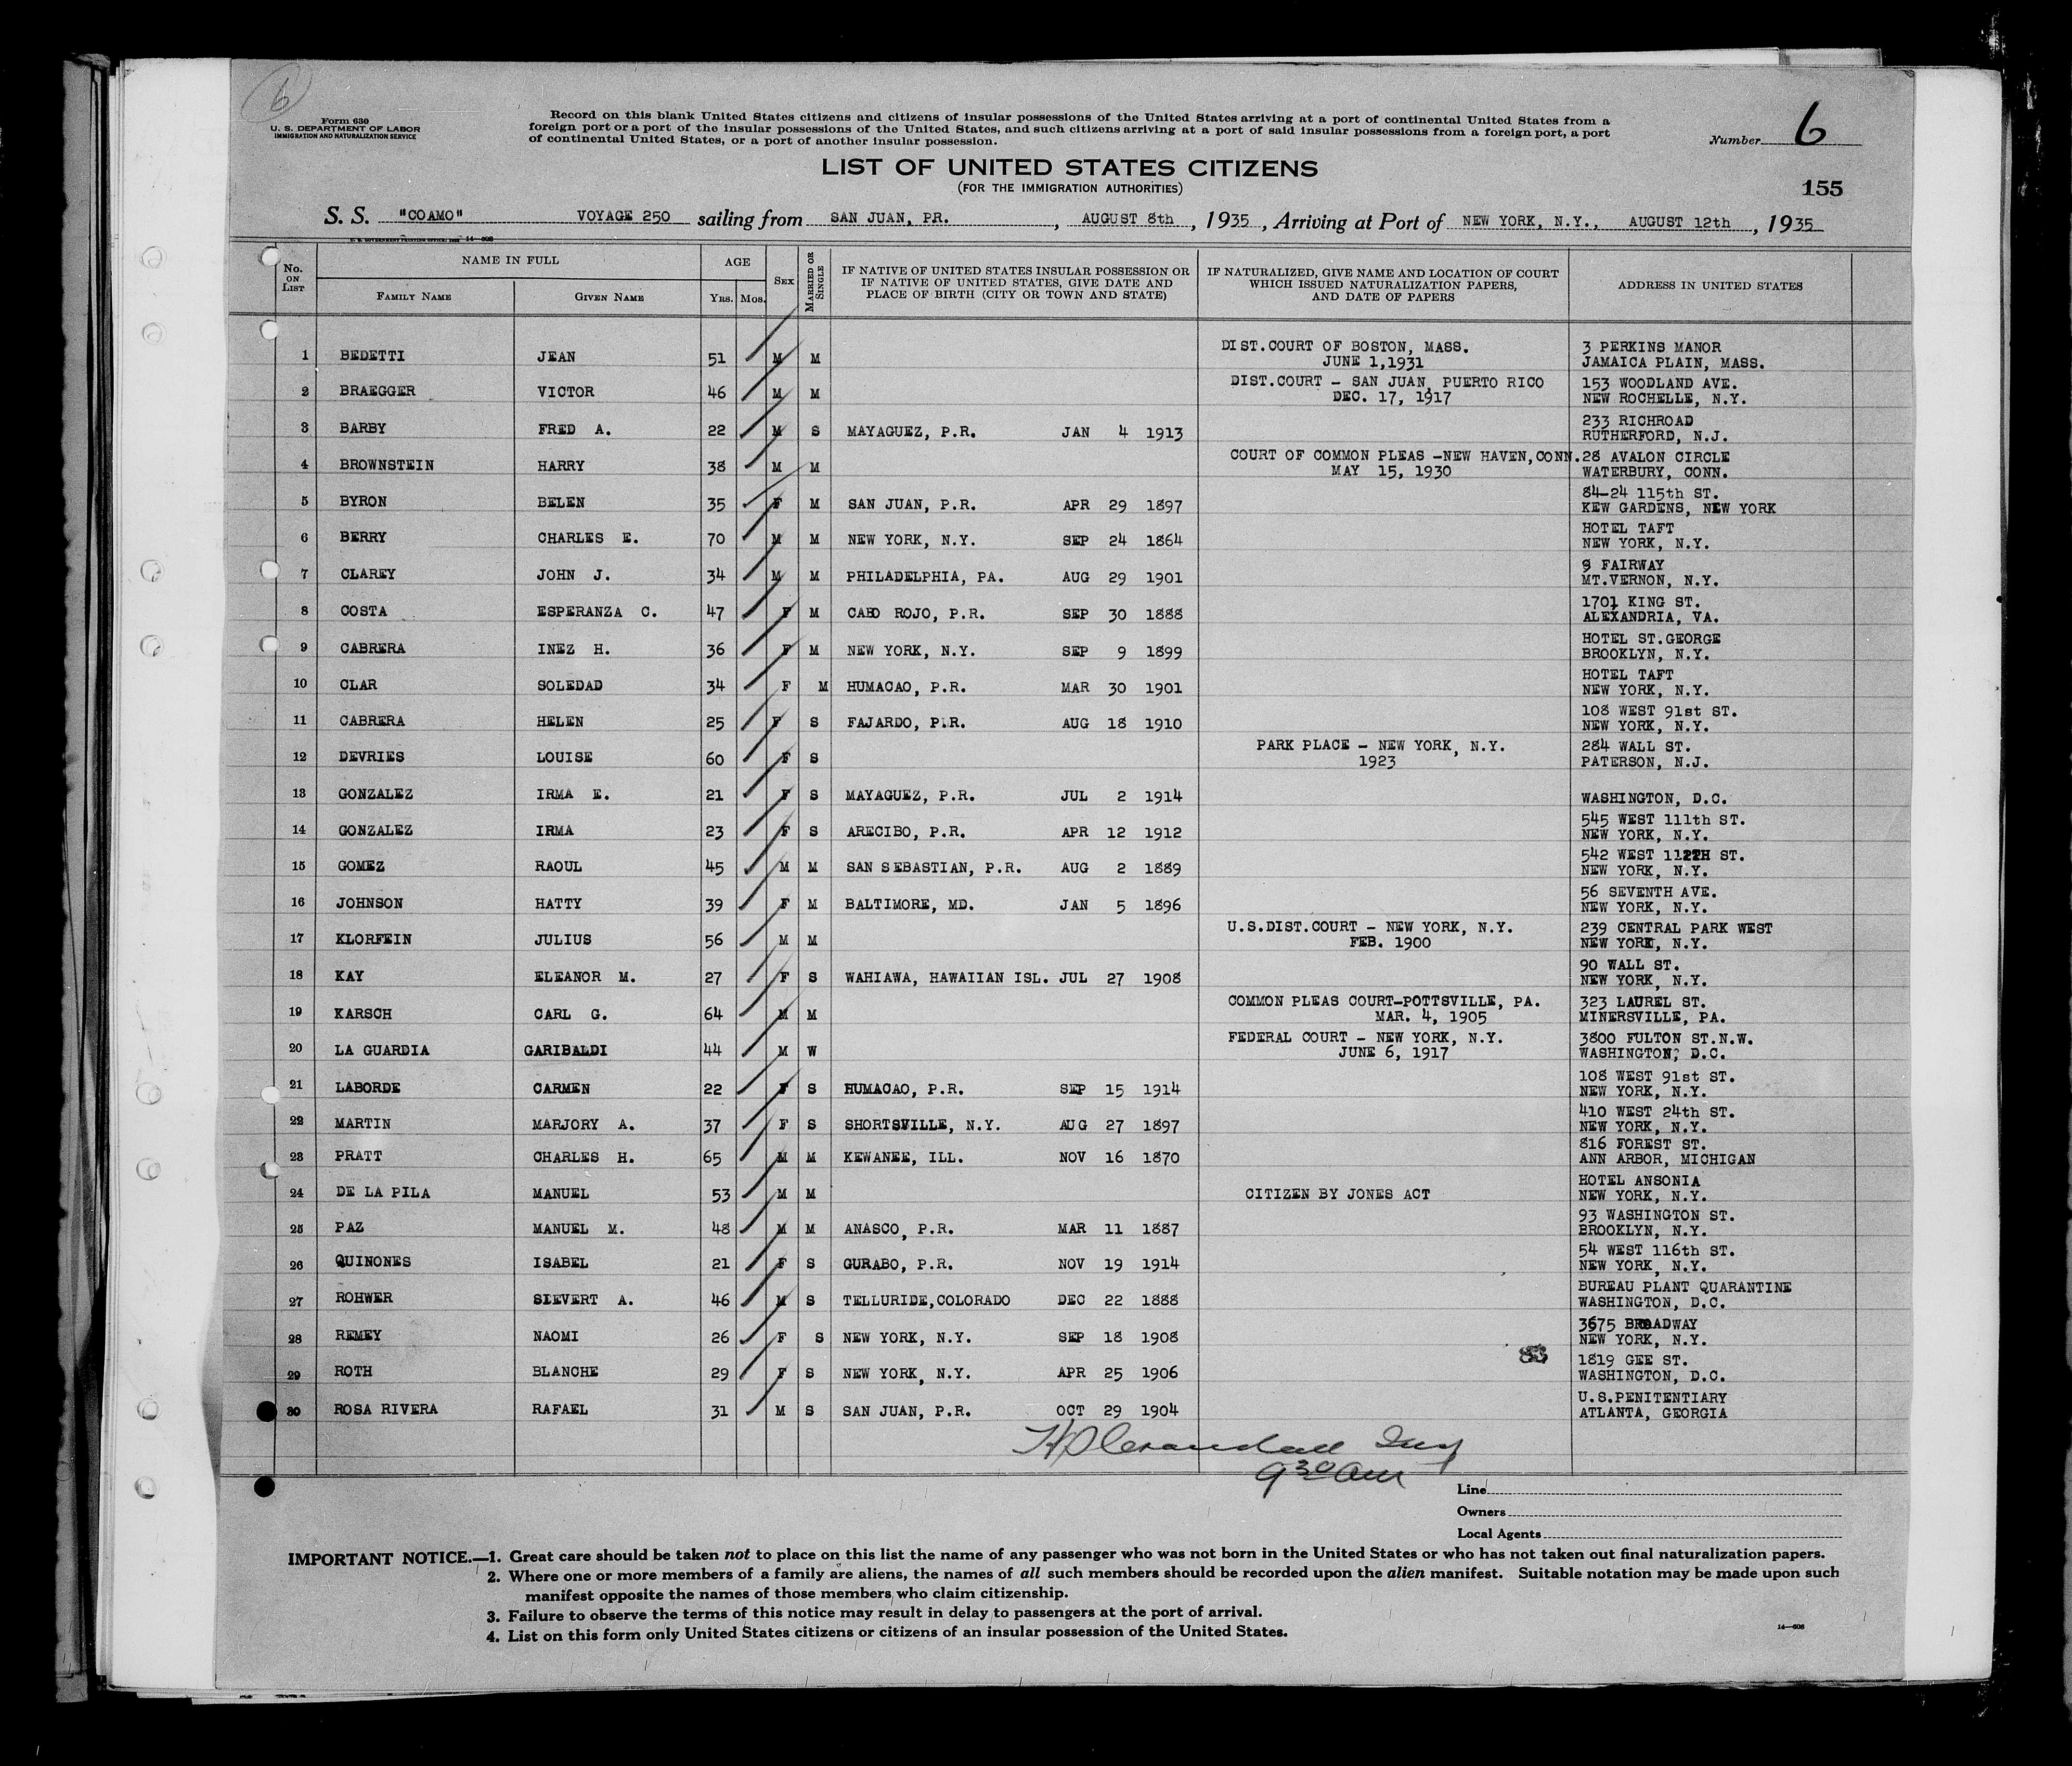 6
Form 630
U. S. DEPARTMENT OF LABOR
IMMIGRATION AND NATURALIZATION SERVICE
Record on this blank United States citizens and citizens of insular possessions of the United States arriving at a port of continental United States from a
foreign port or a port of the insular possessions of the United States, and such citizens arriving at a port of said insular possessions from a foreign port, a port
of continental United States, or a port of another insular possession.
Number 6
LIST OF UNITED STATES CITIZENS
(FOR THE IMMIGRATION AUTHORITIES)
155
S. S. "COAMO" VOYAGE 250 sailing from SAN JUAN, PR. , AUGUST 8th , 1935 , Arriving at Port of NEW YORK, N.Y., AUGUST 12th , 1935
14—608
No. ON LIST NAME IN FULL AGE SEX MARRIED OR SINGLE IF NATIVE OF UNITED STATES INSULAR POSSESSION OR IF NATIVE OF UNITED STATES, GIVE DATE AND PLACE OF BIRTH (CITY OR TOWN AND STATE) IF NATURALIZED, GIVE NAME AND LOCATION OF COURT WHICH ISSUED NATURALIZATION PAPERS, AND DATE OF PAPERS ADDRESS IN UNITED STATES
FAMILY NAME GIVEN NAME YRS. MOS.
1 BEDETTI JEAN 51 M M DIST.COURT OF BOSTON, MASS. JUNE 1,1931 3 PERKINS MANOR JAMAICA PLAIN, MASS.
2 BRAEGGER VICTOR 46 M M DIST.COURT - SAN JUAN, PUERTO RICO DEC. 17, 1917 153 WOODLAND AVE. NEW ROCHELLE, N.Y.
3 BARBY FRED A. 22 M S MAYAGUEZ, P.R. JAN 4 1913 233 RICHROAD RUTHERFORD, N.J.
4 BROWNSTEIN HARRY 38 M M COURT OF COMMON PLEAS -NEW HAVEN,CONN. MAY 15, 1930 28 AVALON CIRCLE WATERBURY, CONN.
5 BYRON BELEN 35 F M SAN JUAN, P.R. APR 29 1897 84-24 115th ST. KEW GARDENS, NEW YORK
6 BERRY CHARLES E. 70 M M NEW YORK, N.Y. SEP 24 1864 HOTEL TAFT NEW YORK, N.Y.
7 CLAREY JOHN J. 34 M M PHILADELPHIA, PA. AUG 29 1901 9 FAIRWAY MT.VERNON, N.Y.
8 COSTA ESPERANZA C. 47 F M CABO ROJO, P.R. SEP 30 1888 1701 KING ST. ALEXANDRIA, VA.
9 CABRERA INEZ H. 36 F M NEW YORK, N.Y. SEP 9 1899 HOTEL ST.GEORGE BROOKLYN, N.Y.
10 CLAR SOLEDAD 34 F M HUMACAO, P.R. MAR 30 1901 HOTEL TAFT NEW YORK, N.Y.
11 CABRERA HELEN 25 F S FAJARDO, P.R. AUG 18 1910 108 WEST 91st ST. NEW YORK, N.Y.
12 DEVRIES LOUISE 60 F S PARK PLACE - NEW YORK, N.Y. 1923 284 WALL ST. PATERSON, N.J.
13 GONZALEZ IRMA E. 21 F S MAYAGUEZ, P.R. JUL 2 1914 WASHINGTON, D.C.
14 GONZALEZ IRMA 23 F S ARECIBO, P.R. APR 12 1912 545 WEST 111th ST. NEW YORK, N.Y.
15 GOMEZ RAOUL 45 M M SAN SEBASTIAN, P.R. AUG 2 1889 542 WEST 112TH ST. NEW YORK, N.Y.
16 JOHNSON HATTY 39 F M BALTIMORE, MD. JAN 5 1896 56 SEVENTH AVE. NEW YORK, N.Y.
17 KLORFEIN JULIUS 56 M M U.S.DIST.COURT - NEW YORK, N.Y. FEB. 1900 239 CENTRAL PARK WEST NEW YORK, N.Y.
18 KAY ELEANOR M. 27 F S WAHIAWA, HAWAIIAN ISL. JUL 27 1908 90 WALL ST. NEW YORK, N.Y.
19 KARSCH CARL G. 64 M M COMMON PLEAS COURT-POTTSVILLE, PA. MAR. 4, 1905 323 LAUREL ST. MINERSVILLE, PA.
20 LA GUARDIA GARIBALDI 44 M W FEDERAL COURT - NEW YORK, N.Y. JUNE 6, 1917 3800 FULTON ST.N.W. WASHINGTON, D.C.
21 LABORDE CARMEN 22 F S HUMACAO, P.R. SEP 15 1914 108 WEST 91st ST. NEW YORK, N.Y.
22 MARTIN MARJORY A. 37 F S SHORTSVILLE, N.Y. AUG 27 1897 410 WEST 24th ST. NEW YORK, N.Y.
23 PRATT CHARLES H. 65 M M KEWANEE, ILL. NOV 16 1870 816 FOREST ST. ANN ARBOR, MICHIGAN
24 DE LA PILA MANUEL 53 M M CITIZEN BY JONES ACT HOTEL ANSONIA NEW YORK, N.Y.
25 PAZ MANUEL M. 48 M M ANASCO, P.R. MAR 11 1887 93 WASHINGTON ST. BROOKLYN, N.Y.
26 QUINONES ISABEL 21 F S GURABO, P.R. NOV 19 1914 54 WEST 116th ST. NEW YORK, N.Y.
27 ROHWER SIEVERT A. 46 M S TELLURIDE,COLORADO DEC 22 1888 BUREAU PLANT QUARANTINE WASHINGTON, D.C.
28 REMEY NAOMI 26 F S NEW YORK, N.Y. SEP 18 1908 3675 BROADWAY NEW YORK, N.Y.
29 ROTH BLANCHE 29 F S NEW YORK, N.Y. APR 25 1906 83 1819 GEE ST. WASHINGTON, D.C.
30 ROSA RIVERA RAFAEL 31 M S SAN JUAN, P.R. OCT 29 1904 U.S.PENITENTIARY ATLANTA, GEORGIA
9 30 am
Line
Owners
Local Agents
IMPORTANT NOTICE.—1. Great care should be taken not to place on this list the name of any passenger who was not born in the United States or who has not taken out final naturalization papers.
2. Where one or more members of a family are aliens, the names of all such members should be recorded upon the alien manifest. Suitable notation may be made upon such
manifest opposite the names of those members who claim citizenship.
3. Failure to observe the terms of this notice may result in delay to passengers at the port of arrival.
4. List on this form only United States citizens or citizens of an insular possession of the United States.
14—608